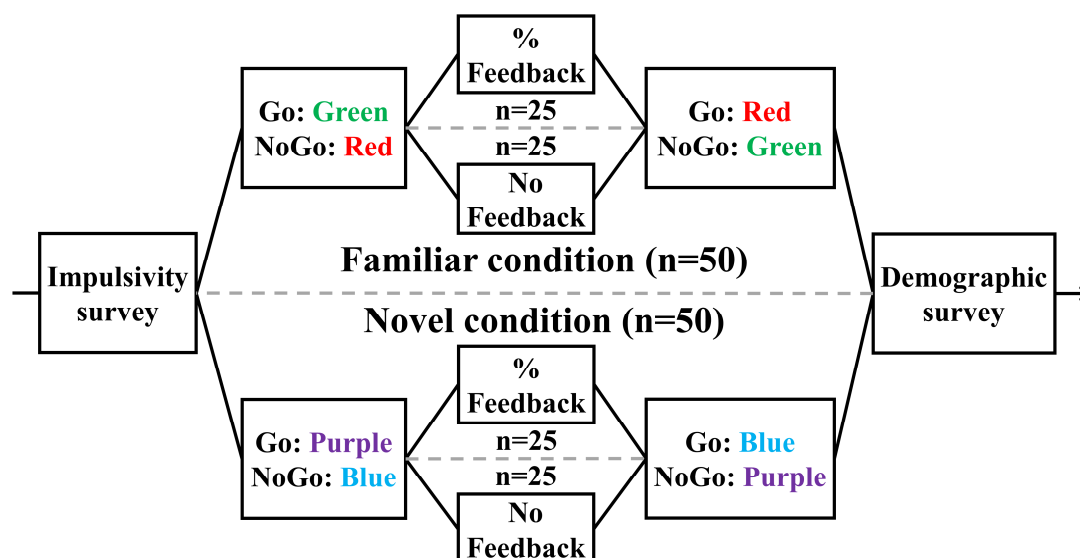 %
Feedback
n=25
n=25
No
Feedback
Go: Green
NoGo: Red
Go: Red
NoGo: Green
Impulsivity
survey
Familiar condition (n=50)
Novel condition (n=50)
Demographic
survey
%
Feedback
n=25
n=25
No
Feedback
Go: Purple
NoGo: Blue
Go: Blue
NoGo: Purple